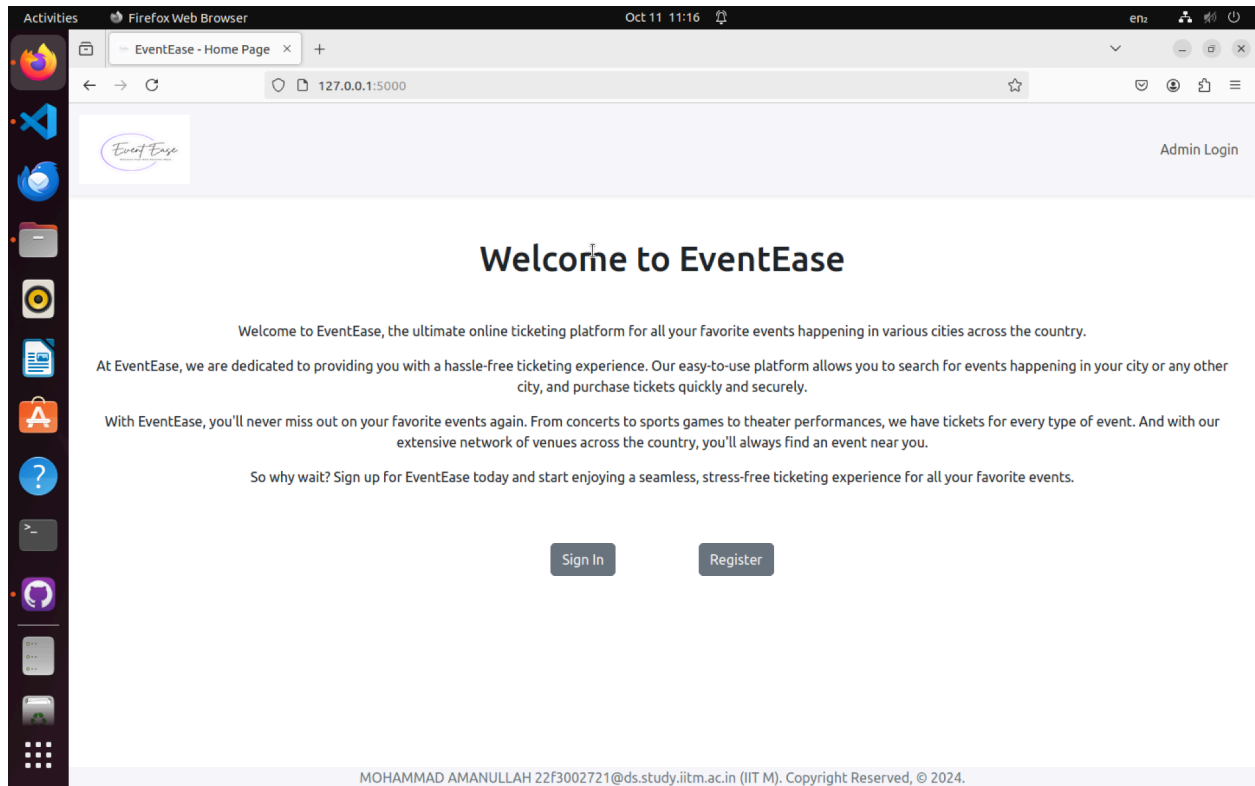 Activities Firefox Web Browser Oct 11 11:16 en₂
EventEase - Home Page
127.0.0.1:5000
Event Ease
Admin Login
Welcome to EventEase
Welcome to EventEase, the ultimate online ticketing platform for all your favorite events happening in various cities across the country.
At EventEase, we are dedicated to providing you with a hassle-free ticketing experience. Our easy-to-use platform allows you to search for events happening in your city or any other
city, and purchase tickets quickly and securely.
With EventEase, you'll never miss out on your favorite events again. From concerts to sports games to theater performances, we have tickets for every type of event. And with our
extensive network of venues across the country, you'll always find an event near you.
So why wait? Sign up for EventEase today and start enjoying a seamless, stress-free ticketing experience for all your favorite events.
Sign In Register
MOHAMMAD AMANULLAH 22f3002721@ds.study.iitm.ac.in (IIT M). Copyright Reserved, © 2024.